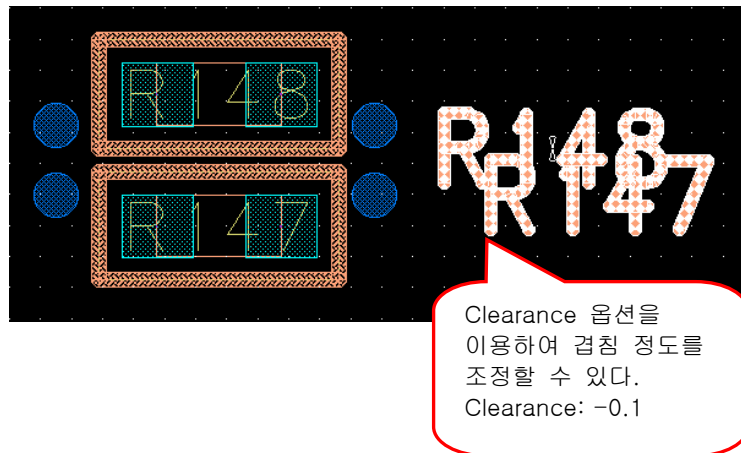 R148
R148
R147
R147
Clearance 옵션을
이용하여 겹침 정도를
조정할 수 있다.
Clearance: -0.1